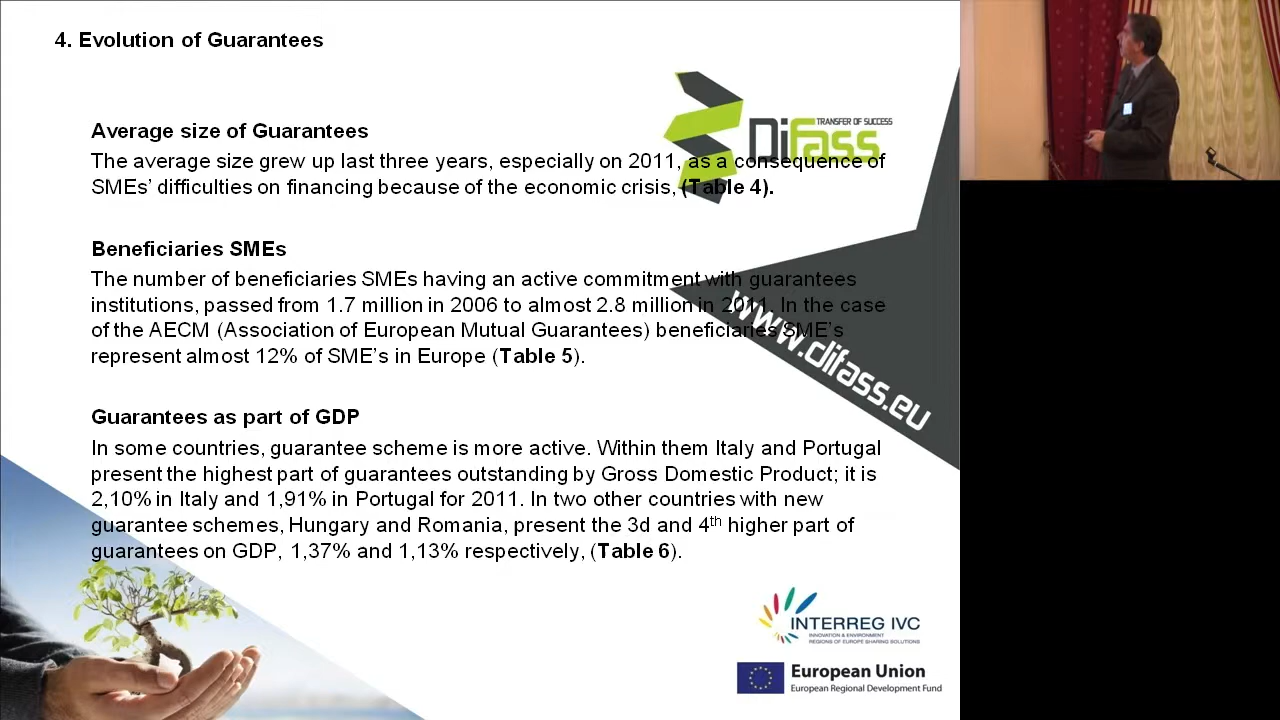 4. Evolution of Guarantees
TRANSFER OF SUCCESS
DiFass
Average size of Guarantees
The average size grew up last three years, especially on 2011, as a consequence of
SMEs’ difficulties on financing because of the economic crisis, (Table 4).
Beneficiaries SMEs
The number of beneficiaries SMEs having an active commitment with guarantees
institutions, passed from 1.7 million in 2006 to almost 2.8 million in 2011. In the case
of the AECM (Association of European Mutual Guarantees) beneficiaries SME’s
represent almost 12% of SME’s in Europe (Table 5).
www.difass.eu
Guarantees as part of GDP
In some countries, guarantee scheme is more active. Within them Italy and Portugal
present the highest part of guarantees outstanding by Gross Domestic Product; it is
2,10% in Italy and 1,91% in Portugal for 2011. In two other countries with new
guarantee schemes, Hungary and Romania, present the 3d and 4th higher part of
guarantees on GDP, 1,37% and 1,13% respectively, (Table 6).
INTERREG IVC
INNOVATION & ENVIRONMENT
REGIONS OF EUROPE SHARING SOLUTIONS
European Union
European Regional Development Fund